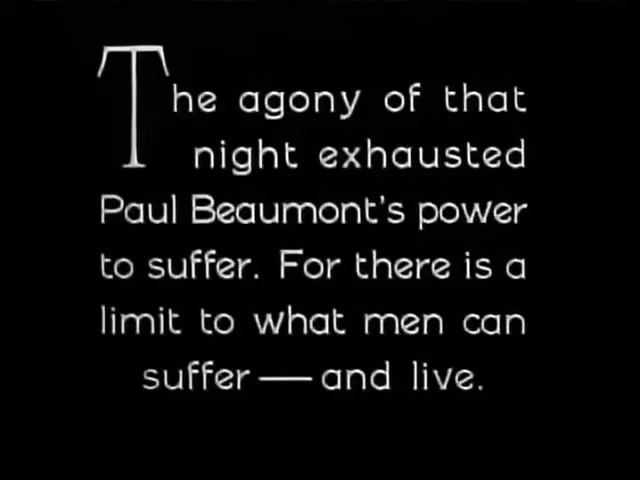 The agony of that
night exhausted
Paul Beaumont's power
to suffer. For there is a
limit to what men can
suffer — and live.